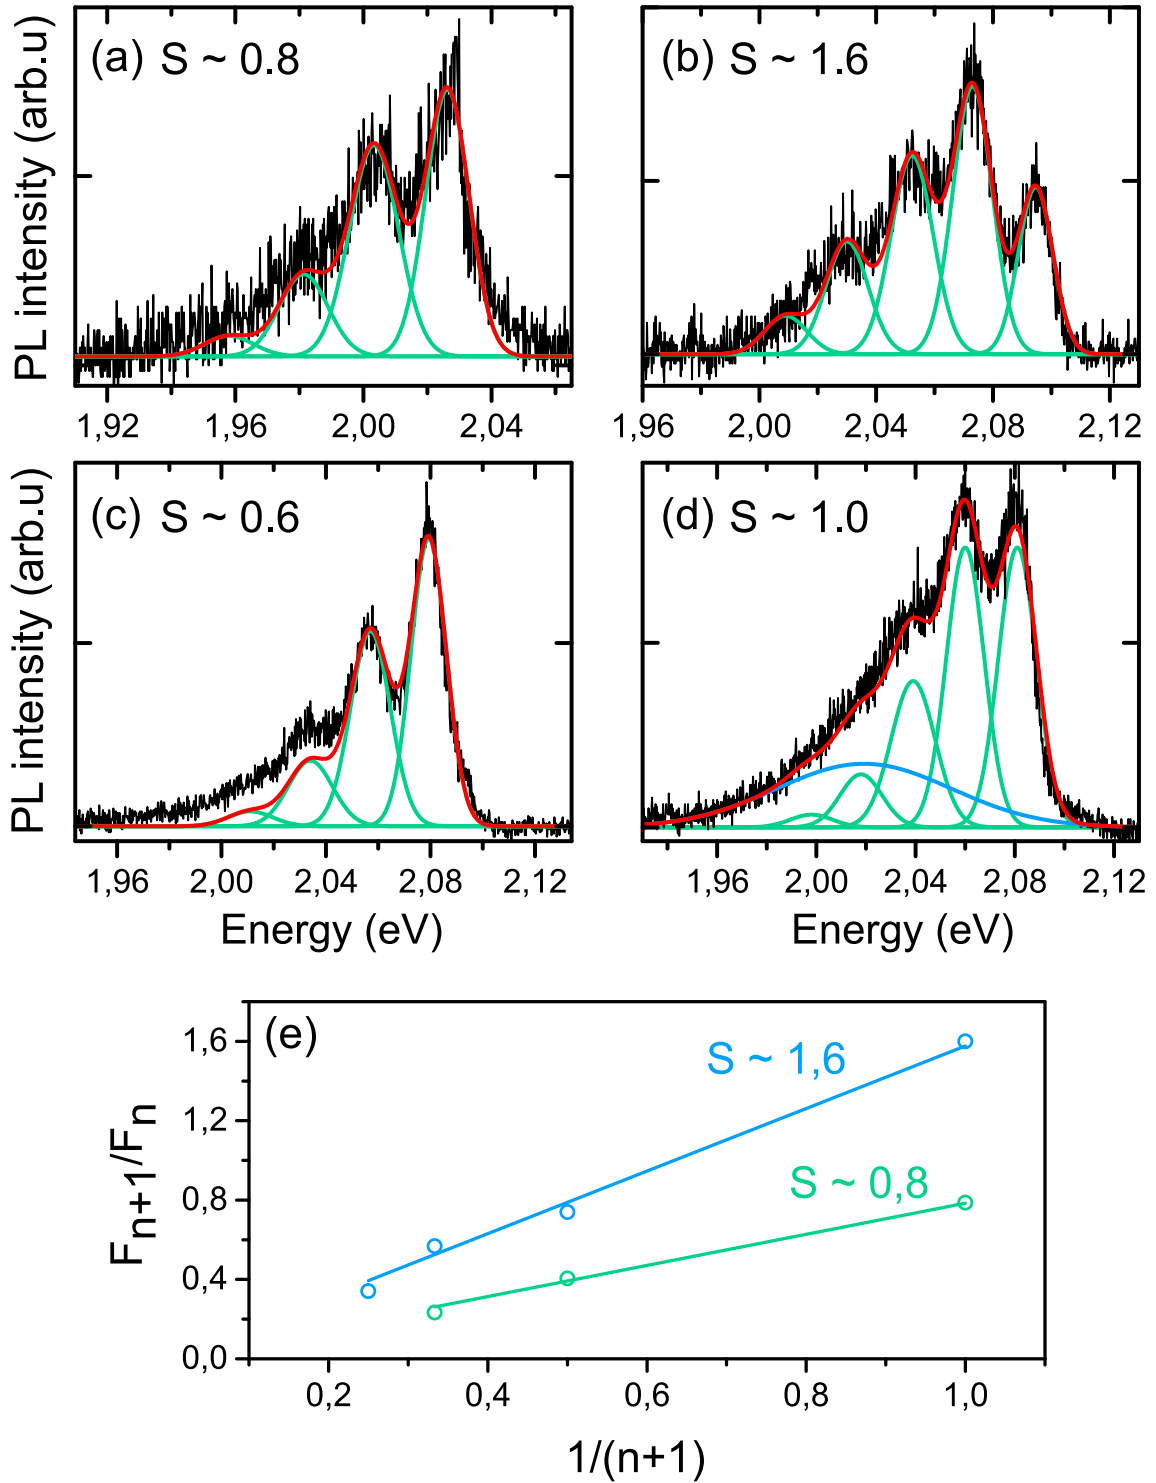 (a) S ~ 0.8
(b) S ~ 1.6
PL intensity (arb.u)
1,92 1,96 2,00 2,04
1,96 2,00 2,04 2,08 2,12
(c) S ~ 0.6
(d) S ~ 1.0
PL intensity (arb.u)
1,96 2,00 2,04 2,08 2,12
1,96 2,00 2,04 2,08 2,12
Energy (eV)
Energy (eV)
(e)
S ~ 1,6
S ~ 0,8
Fn+1/Fn
1,6
1,2
0,8
0,4
0,0
0,2 0,4 0,6 0,8 1,0
1/(n+1)